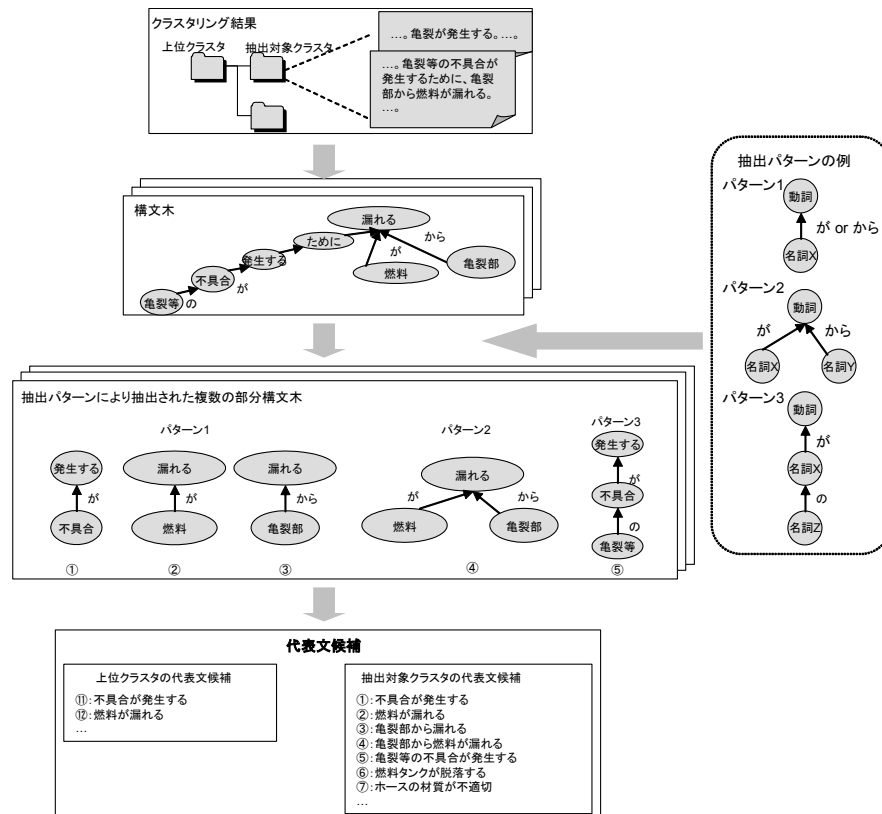 クラスタリング結果
上位クラスタ
抽出対象クラスタ
…。亀裂が発生する。…。
…。亀裂等の不具合が
発生するために、亀裂
部から燃料が漏れる。
…。
構文木
漏れる
ために
発生する
不具合
亀裂等
の
が
が
から
燃料
亀裂部
抽出パターンの例
パターン1
動詞
が or から
名詞X
パターン2
動詞
が
から
名詞X
名詞Y
パターン3
動詞
が
名詞X
の
名詞Z
抽出パターンにより抽出された複数の部分構文木
パターン1
発生する
が
不具合
①
漏れる
が
燃料
②
漏れる
から
亀裂部
③
パターン2
漏れる
が
から
燃料
亀裂部
④
パターン3
発生する
が
不具合
の
亀裂等
⑤
代表文候補
上位クラスタの代表文候補
⑪:不具合が発生する
⑫:燃料が漏れる
…
抽出対象クラスタの代表文候補
①:不具合が発生する
②:燃料が漏れる
③:亀裂部から漏れる
④:亀裂部から燃料が漏れる
⑤:亀裂等の不具合が発生する
⑥:燃料タンクが脱落する
⑦:ホースの材質が不適切
…